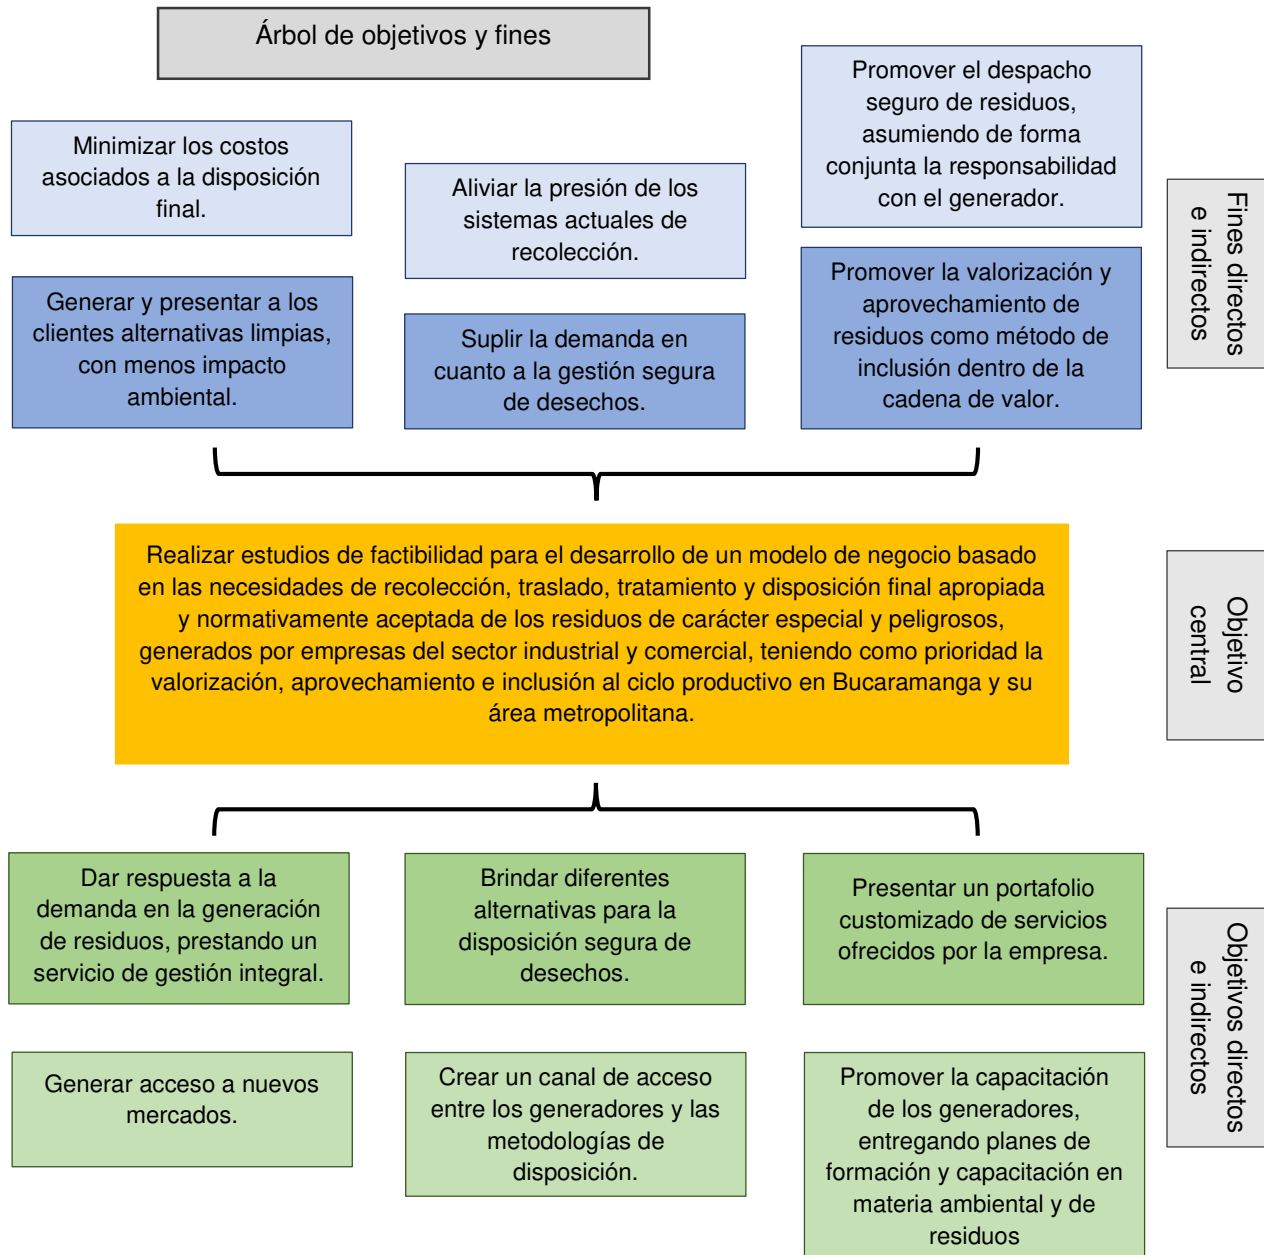 Árbol de objetivos y fines
Minimizar los costos
asociados a la disposición
final.
Aliviar la presión de los
sistemas actuales de
recolección.
Promover el despacho
seguro de residuos,
asumiendo de forma
conjunta la responsabilidad
con el generador.
Generar y presentar a los
clientes alternativas limpias,
con menos impacto
ambiental.
Suplir la demanda en
cuanto a la gestión segura
de desechos.
Promover la valorización y
aprovechamiento de
residuos como método de
inclusión dentro de la
cadena de valor.
Fines directos
e indirectos
Realizar estudios de factibilidad para el desarrollo de un modelo de negocio basado
en las necesidades de recolección, traslado, tratamiento y disposición final apropiada
y normativamente aceptada de los residuos de carácter especial y peligrosos,
generados por empresas del sector industrial y comercial, teniendo como prioridad la
valorización, aprovechamiento e inclusión al ciclo productivo en Bucaramanga y su
área metropolitana.
Objetivo
central
Dar respuesta a la
demanda en la generación
de residuos, prestando un
servicio de gestión integral.
Brindar diferentes
alternativas para la
disposición segura de
desechos.
Presentar un portafolio
customizado de servicios
ofrecidos por la empresa.
Generar acceso a nuevos
mercados.
Crear un canal de acceso
entre los generadores y las
metodologías de
disposición.
Promover la capacitación
de los generadores,
entregando planes de
formación y capacitación en
materia ambiental y de
residuos
Objetivos directos
e indirectos